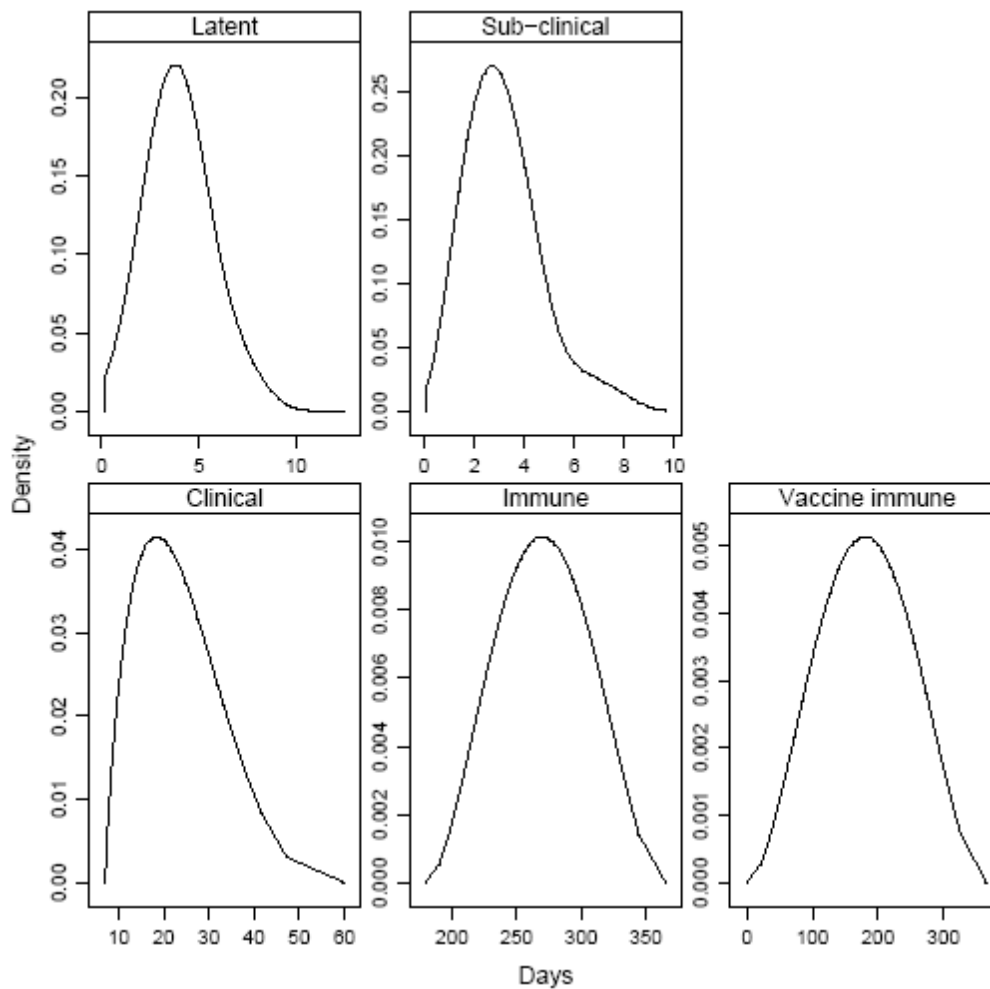 Latent
Sub-clinical
0.00 0.05 0.10 0.15 0.20
0.00 0.05 0.10 0.15 0.20 0.25
0 5 10
0 2 4 6 8 10
Density
Clinical
Immune
Vaccine immune
0.00 0.01 0.02 0.03 0.04
0.000 0.002 0.004 0.006 0.008 0.010
0.000 0.001 0.002 0.003 0.004 0.005
10 20 30 40 50 60
200 250 300 350
0 100 200 300
Days